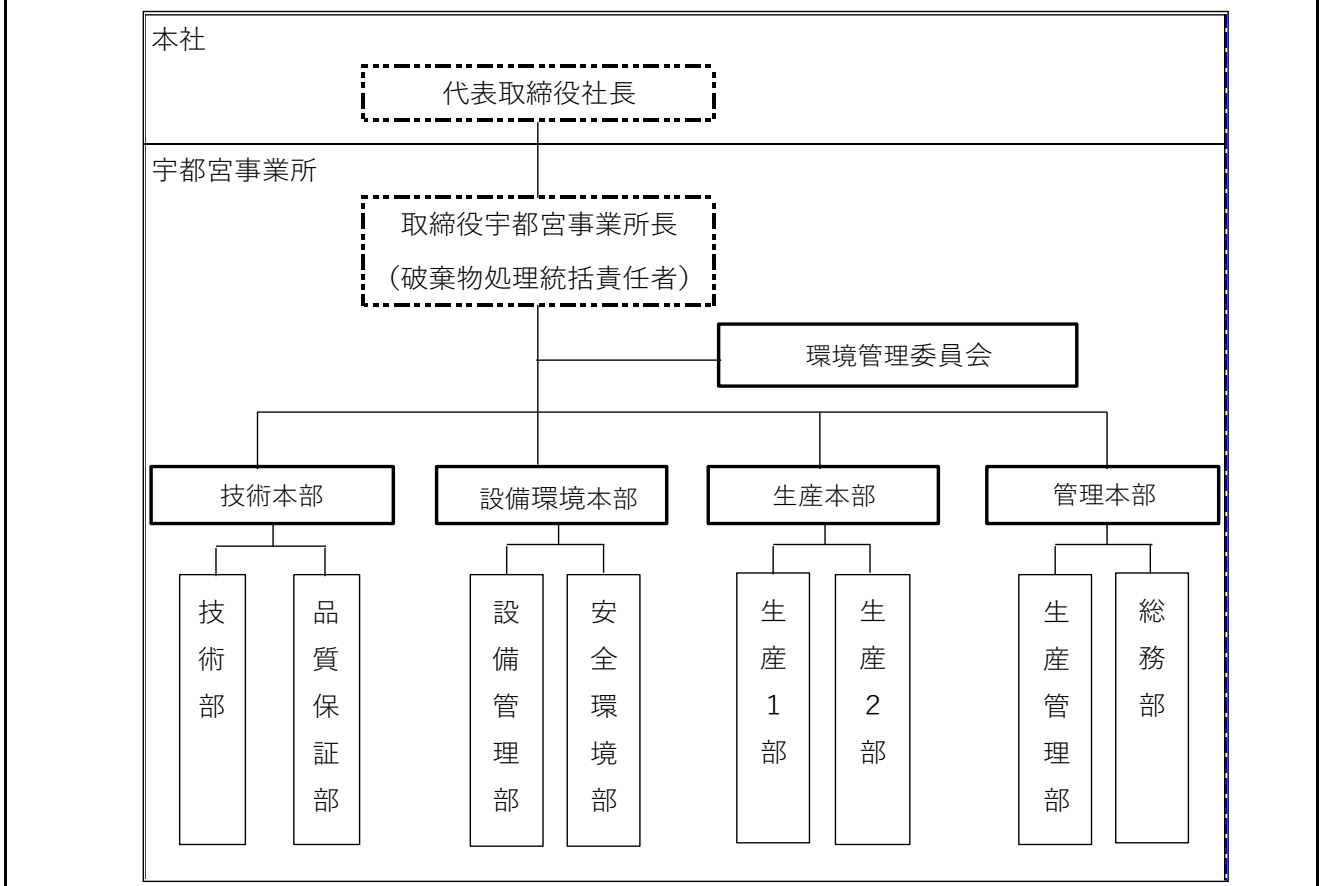 本社
代表取締役社長
宇都宮事業所
取締役宇都宮事業所長
（破棄物処理統括責任者）
環境管理委員会
技術本部
設備環境本部
生産本部
管理本部
技術部
品質保証部
設備管理部
安全環境部
生産1部
生産2部
生産管理部
総務部